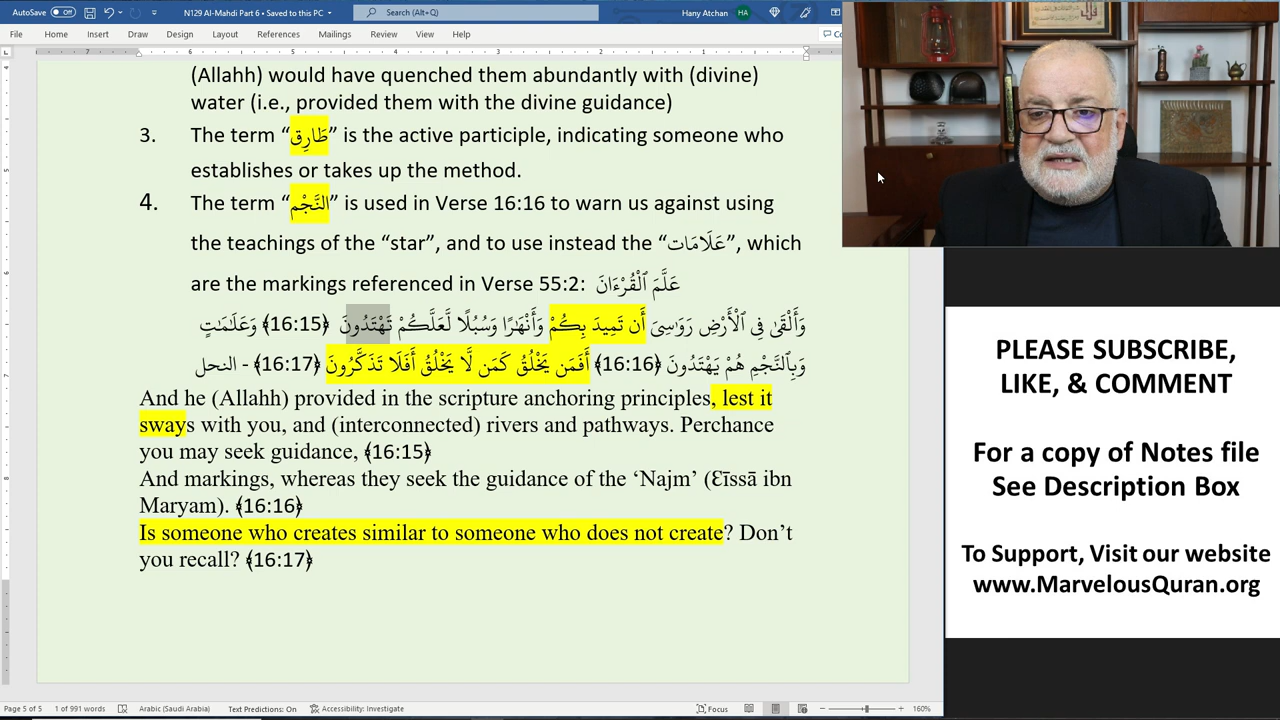 AutoSave Off N129 Al-Mahdi Part 6 • Saved to this PC Search (Alt+Q) Hany Atchan HA
File Home Insert Draw Design Layout References Mailings Review View Help Co
7 5 4 3 2 1
(Allahh) would have quenched them abundantly with (divine)
water (i.e., provided them with the divine guidance)
3. The term “طَارِق” is the active participle, indicating someone who
establishes or takes up the method.
4. The term “النَّجْم” is used in Verse 16:16 to warn us against using
the teachings of the “star”, and to use instead the “عَلَامَات”, which
are the markings referenced in Verse 55:2: عَلَّمَ ٱلْقُرْءَانَ
وَأَلْقَىٰ فِى ٱلْأَرْضِ رَوَٰسِىَ أَن تَمِيدَ بِكُمْ وَأَنْهَٰرًا وَسُبُلًا لَّعَلَّكُمْ تَهْتَدُونَ ﴿16:15﴾ وَعَلَٰمَٰتٍ
وَبِٱلنَّجْمِ هُمْ يَهْتَدُونَ ﴿16:16﴾ أَفَمَن يَخْلُقُ كَمَن لَّا يَخْلُقُ أَفَلَا تَذَكَّرُونَ ﴿16:17﴾ - النحل
And he (Allahh) provided in the scripture anchoring principles, lest it
sways with you, and (interconnected) rivers and pathways. Perchance
you may seek guidance, ﴾16:15﴿
And markings, whereas they seek the guidance of the ‘Najm’ (Ɛīssā ibn
Maryam). ﴾16:16﴿
Is someone who creates similar to someone who does not create? Don’t
you recall? ﴾16:17﴿
PLEASE SUBSCRIBE,
LIKE, & COMMENT
For a copy of Notes file
See Description Box
To Support, Visit our website
www.MarvelousQuran.org
Page 5 of 5 1 of 991 words Arabic (Saudi Arabia) Text Predictions: On Accessibility: Investigate Focus 160%